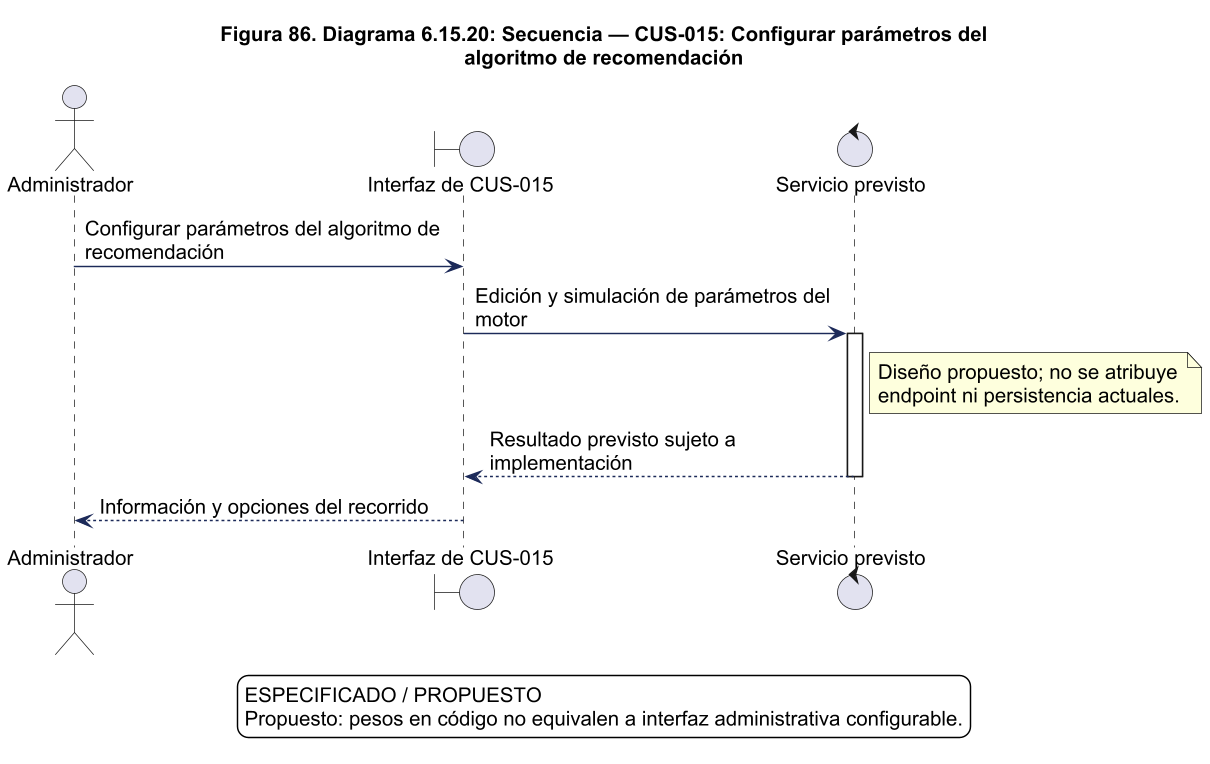 Figura 86. Diagrama 6.15.20: Secuencia — CUS-015: Configurar parámetros del
algoritmo de recomendación
Administrador
Interfaz de CUS-015
Servicio previsto
Configurar parámetros del algoritmo de
recomendación
Edición y simulación de parámetros del
motor
Diseño propuesto; no se atribuye
endpoint ni persistencia actuales.
Resultado previsto sujeto a
implementación
Información y opciones del recorrido
Administrador
Interfaz de CUS-015
Servicio previsto
ESPECIFICADO / PROPUESTO
Propuesto: pesos en código no equivalen a interfaz administrativa configurable.